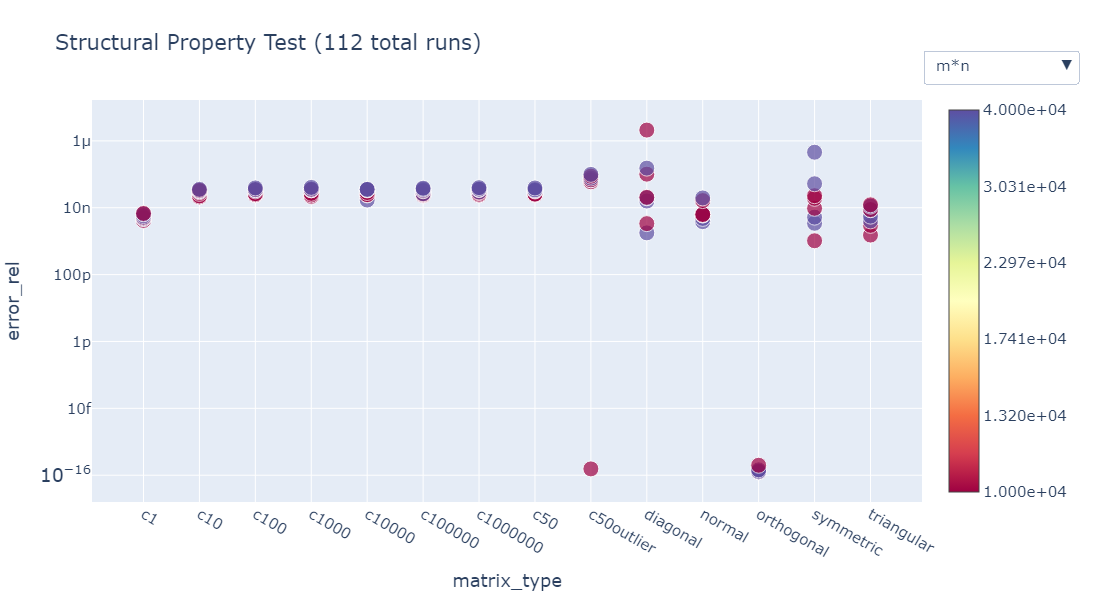 Structural Property Test (112 total runs)
m*n ▼
4.000e+04
3.031e+04
2.297e+04
1.741e+04
1.320e+04
1.000e+04
error_rel
1μ
10n
100p
1p
10f
10⁻¹⁶
c1
c10
c100
c1000
c10000
c100000
c1000000
c50
c50outlier
diagonal
normal
orthogonal
symmetric
triangular
matrix_type